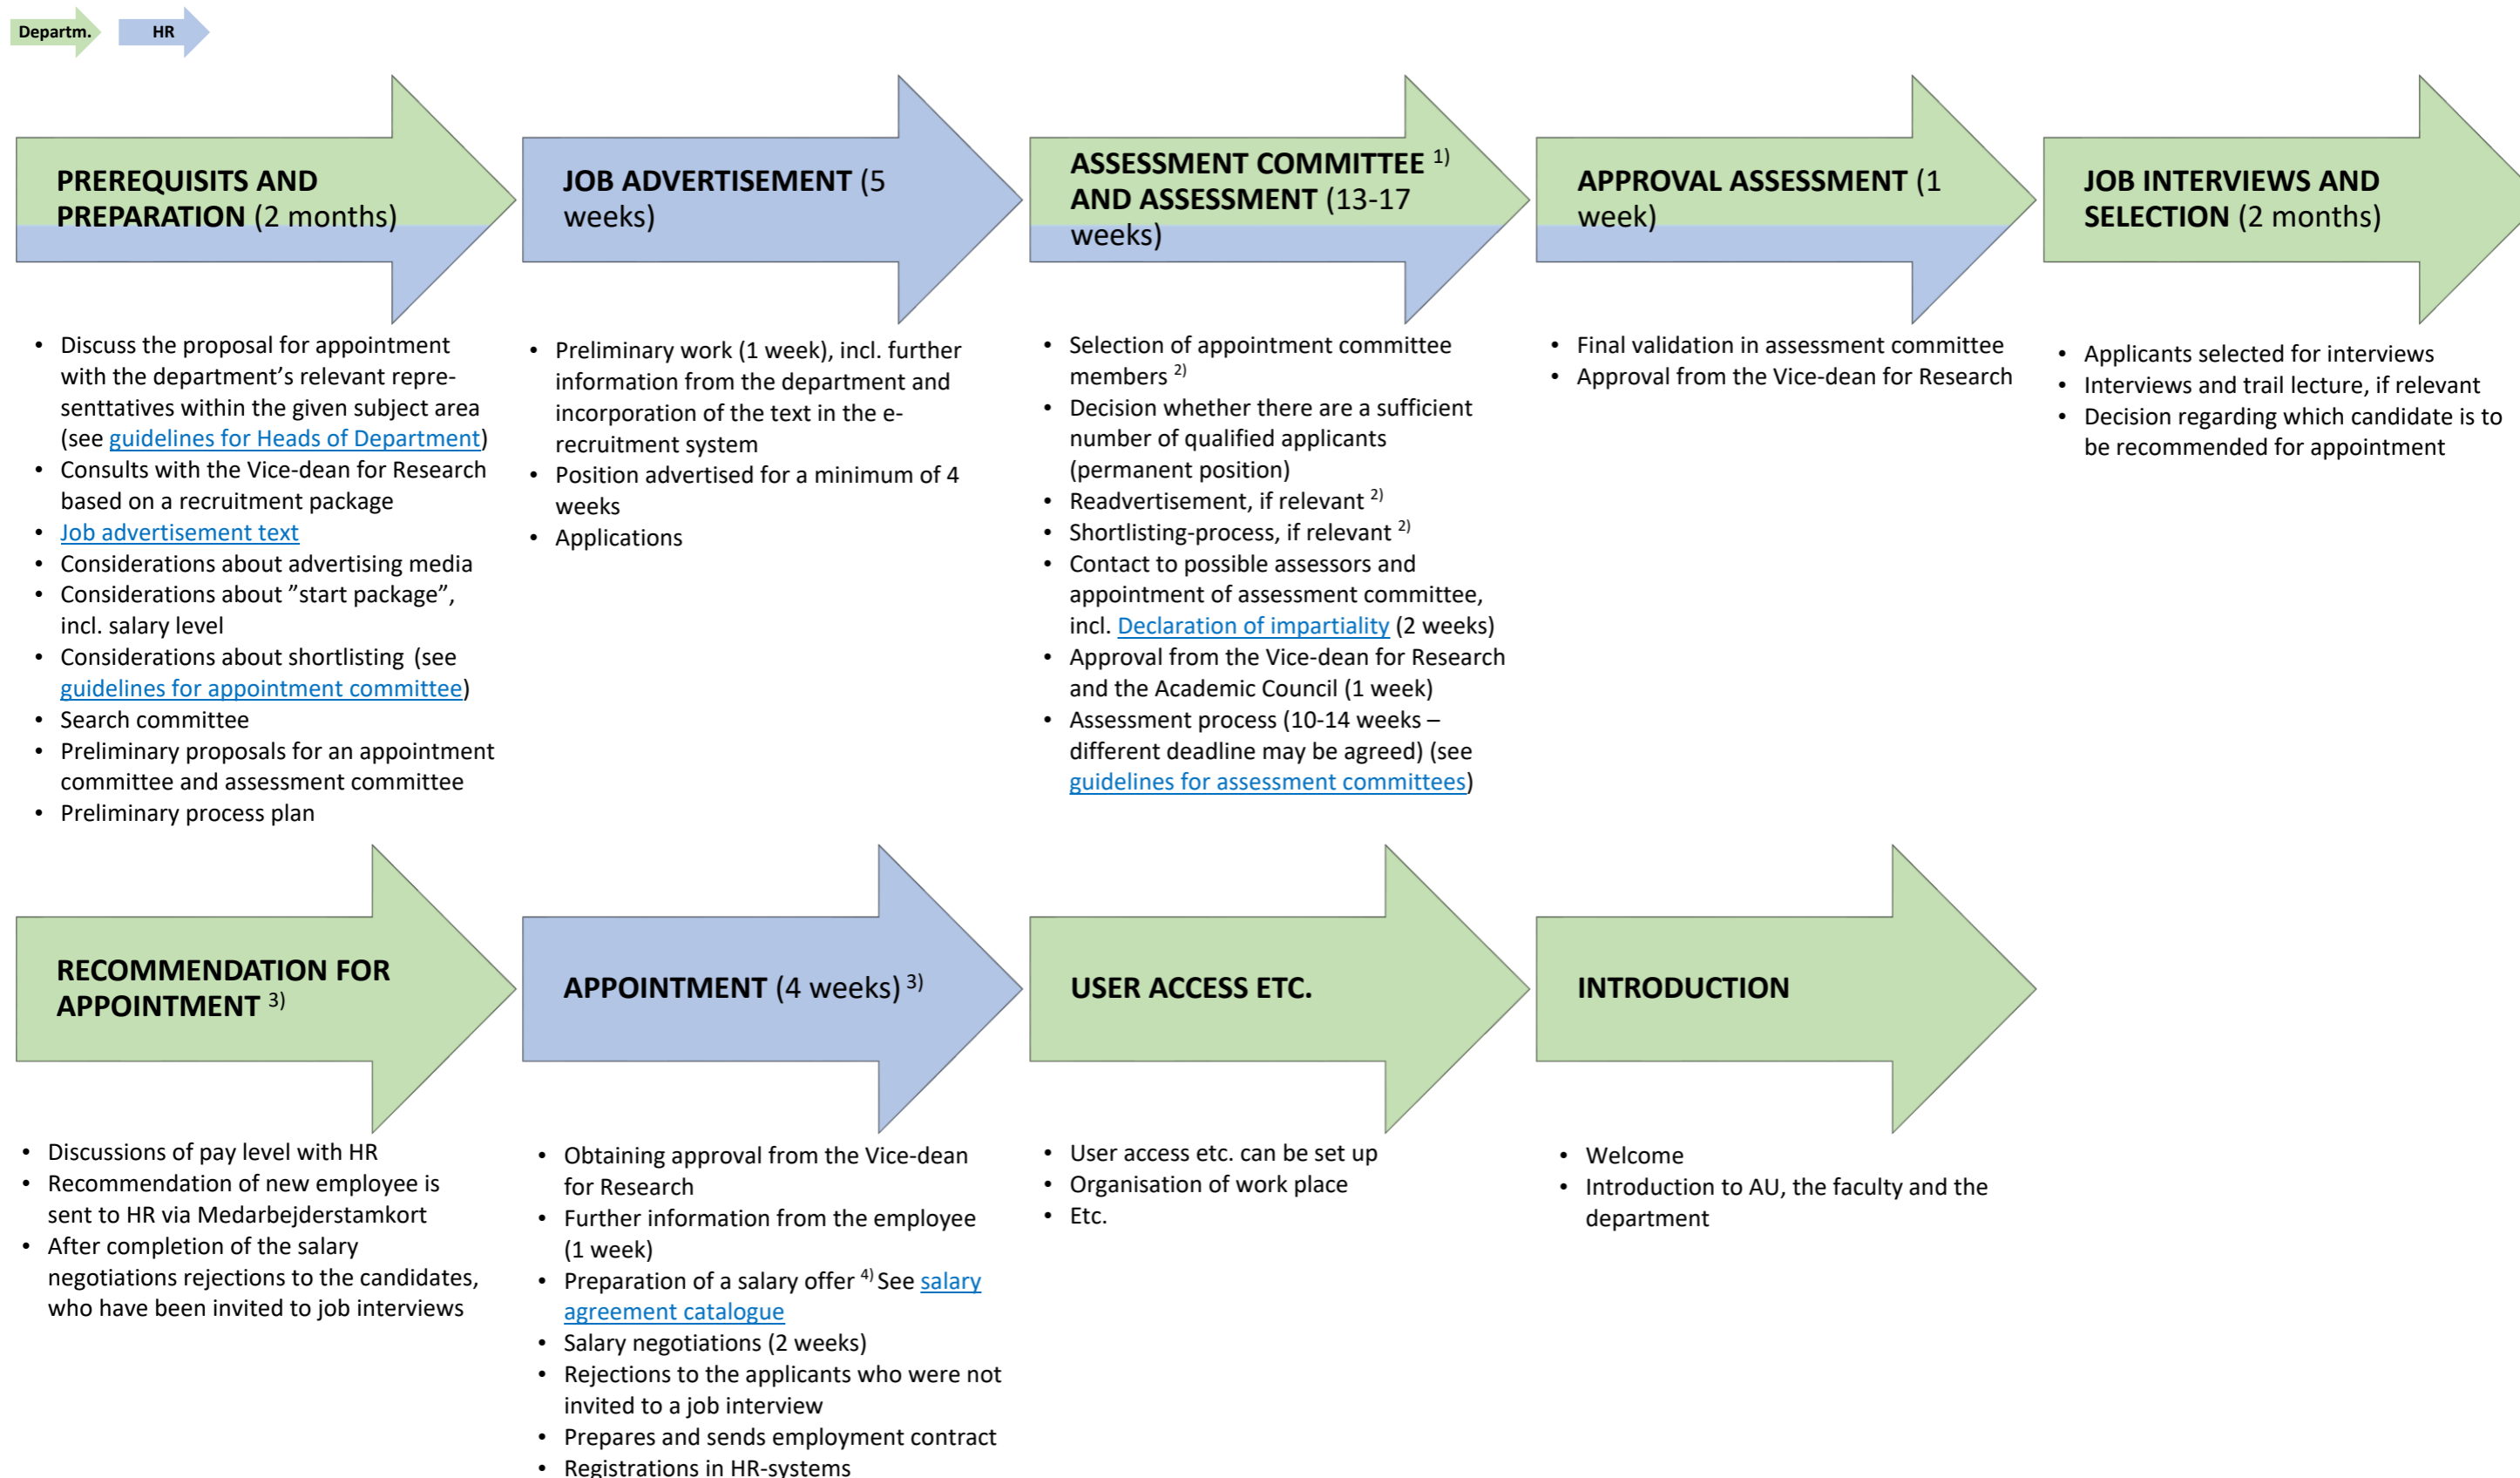 Departm.
HR
PREREQUISITS AND
PREPARATION (2 months)
JOB ADVERTISEMENT (5
weeks)
ASSESSMENT COMMITTEE 1)
AND ASSESSMENT (13-17
weeks)
APPROVAL ASSESSMENT (1
week)
JOB INTERVIEWS AND
SELECTION (2 months)
• Discuss the proposal for appointment
with the department's relevant repre-
senttatives within the given subject area
(see guidelines for Heads of Department)
• Consults with the Vice-dean for Research
based on a recruitment package
• Job advertisement text
• Considerations about advertising media
• Considerations about ”start package”,
incl. salary level
• Considerations about shortlisting (see
guidelines for appointment committee)
• Search committee
• Preliminary proposals for an appointment
committee and assessment committee
• Preliminary process plan
• Preliminary work (1 week), incl. further
information from the department and
incorporation of the text in the e-
recruitment system
• Position advertised for a minimum of 4
weeks
• Applications
• Selection of appointment committee
members 2)
• Decision whether there are a sufficient
number of qualified applicants
(permanent position)
• Readvertisement, if relevant 2)
• Shortlisting-process, if relevant 2)
• Contact to possible assessors and
appointment of assessment committee,
incl. Declaration of impartiality (2 weeks)
• Approval from the Vice-dean for Research
and the Academic Council (1 week)
• Assessment process (10-14 weeks –
different deadline may be agreed) (see
guidelines for assessment committees)
• Final validation in assessment committee
• Approval from the Vice-dean for Research
• Applicants selected for interviews
• Interviews and trail lecture, if relevant
• Decision regarding which candidate is to
be recommended for appointment
RECOMMENDATION FOR
APPOINTMENT 3)
APPOINTMENT (4 weeks) 3)
USER ACCESS ETC.
INTRODUCTION
• Discussions of pay level with HR
• Recommendation of new employee is
sent to HR via Medarbejderstamkort
• After completion of the salary
negotiations rejections to the candidates,
who have been invited to job interviews
• Obtaining approval from the Vice-dean
for Research
• Further information from the employee
(1 week)
• Preparation of a salary offer 4) See salary
agreement catalogue
• Salary negotiations (2 weeks)
• Rejections to the applicants who were not
invited to a job interview
• Prepares and sends employment contract
• Registrations in HR-systems
• User access etc. can be set up
• Organisation of work place
• Etc.
• Welcome
• Introduction to AU, the faculty and the
department